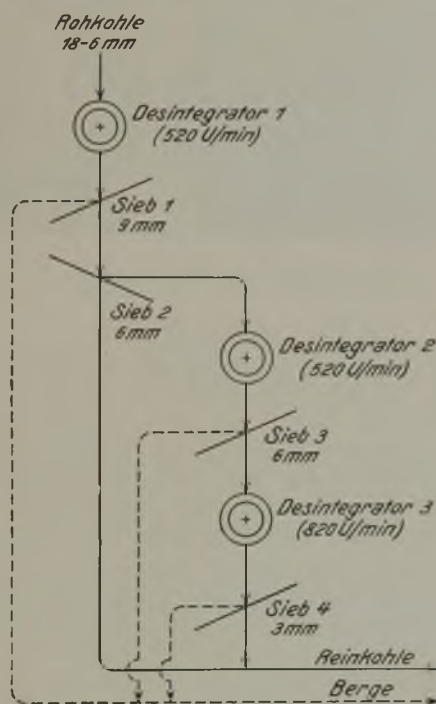 Rohkohle
18-6 mm
Desintegrator 1
(520 U/min)
Sieb 1
9 mm
Sieb 2
6 mm
Desintegrator 2
(520 U/min)
Sieb 3
6 mm
Desintegrator 3
(820 U/min)
Sieb 4
3 mm
Reinkohle
Berge